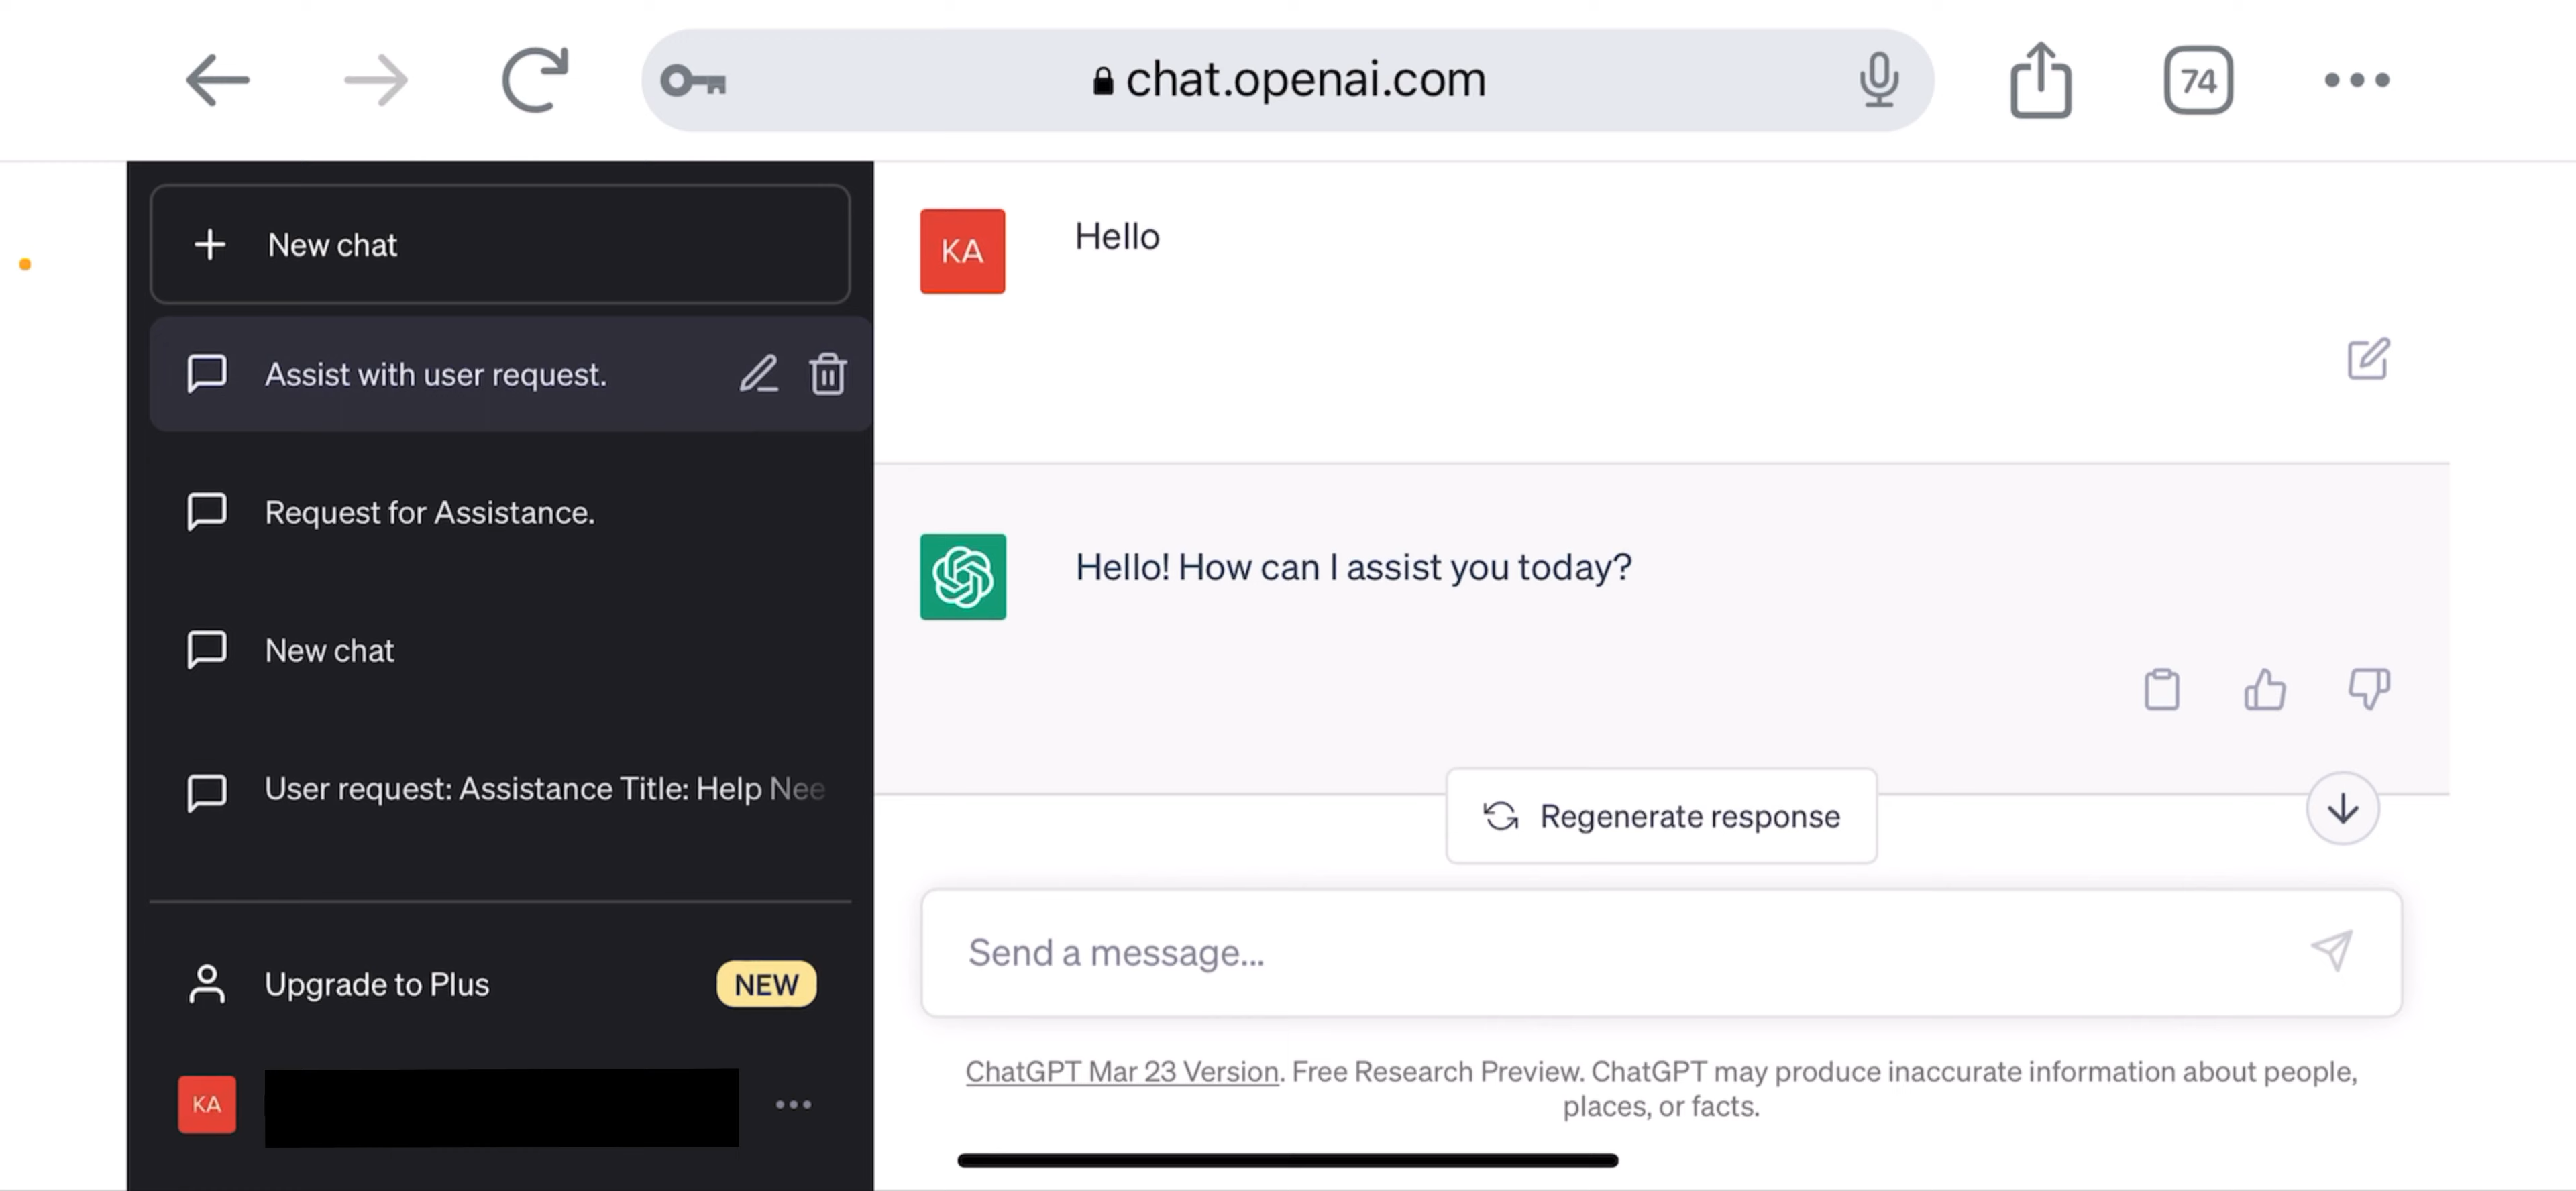 chat.openai.com
74
New chat
Assist with user request.
Request for Assistance.
New chat
User request: Assistance Title: Help Nee
Upgrade to Plus NEW
KA
KA Hello
Hello! How can I assist you today?
Regenerate response
Send a message...
ChatGPT Mar 23 Version. Free Research Preview. ChatGPT may produce inaccurate information about people,
places, or facts.